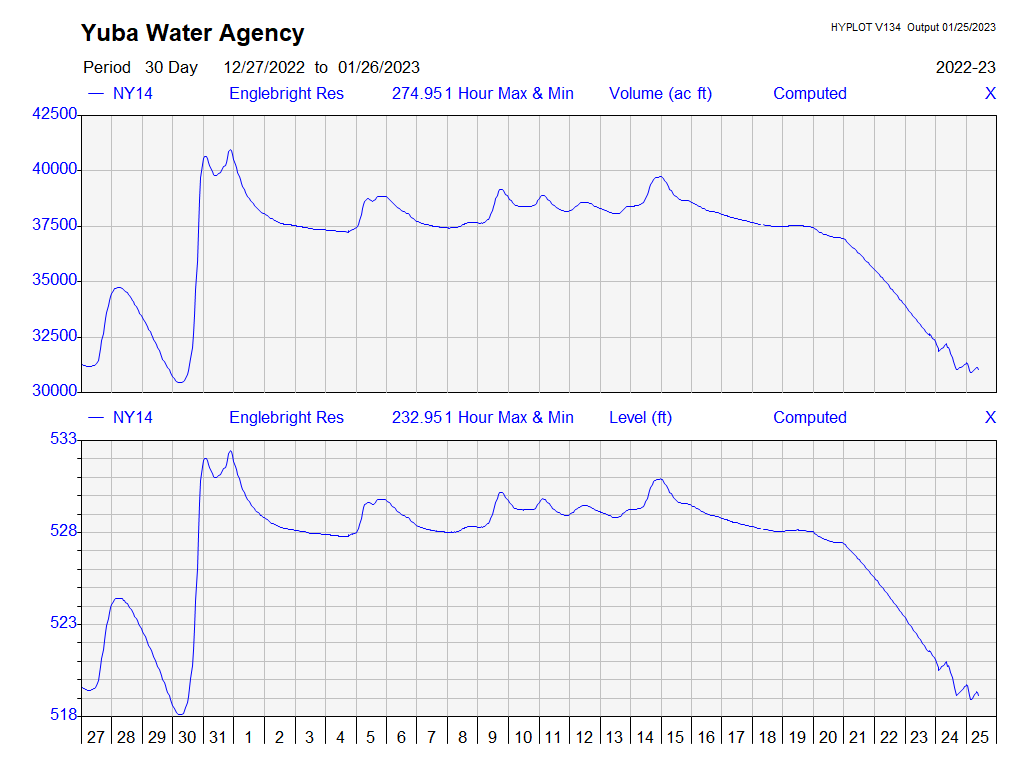 Yuba Water Agency
HYPLOT V134 Output 01/25/2023
Period 30 Day 12/27/2022 to 01/26/2023 2022-23
NY14 Englebright Res 274.951 Hour Max & Min Volume (ac ft) Computed X
42500
40000
37500
35000
32500
30000
NY14 Englebright Res 232.951 Hour Max & Min Level (ft) Computed X
533
528
523
518
27 28 29 30 31 1 2 3 4 5 6 7 8 9 10 11 12 13 14 15 16 17 18 19 20 21 22 23 24 25